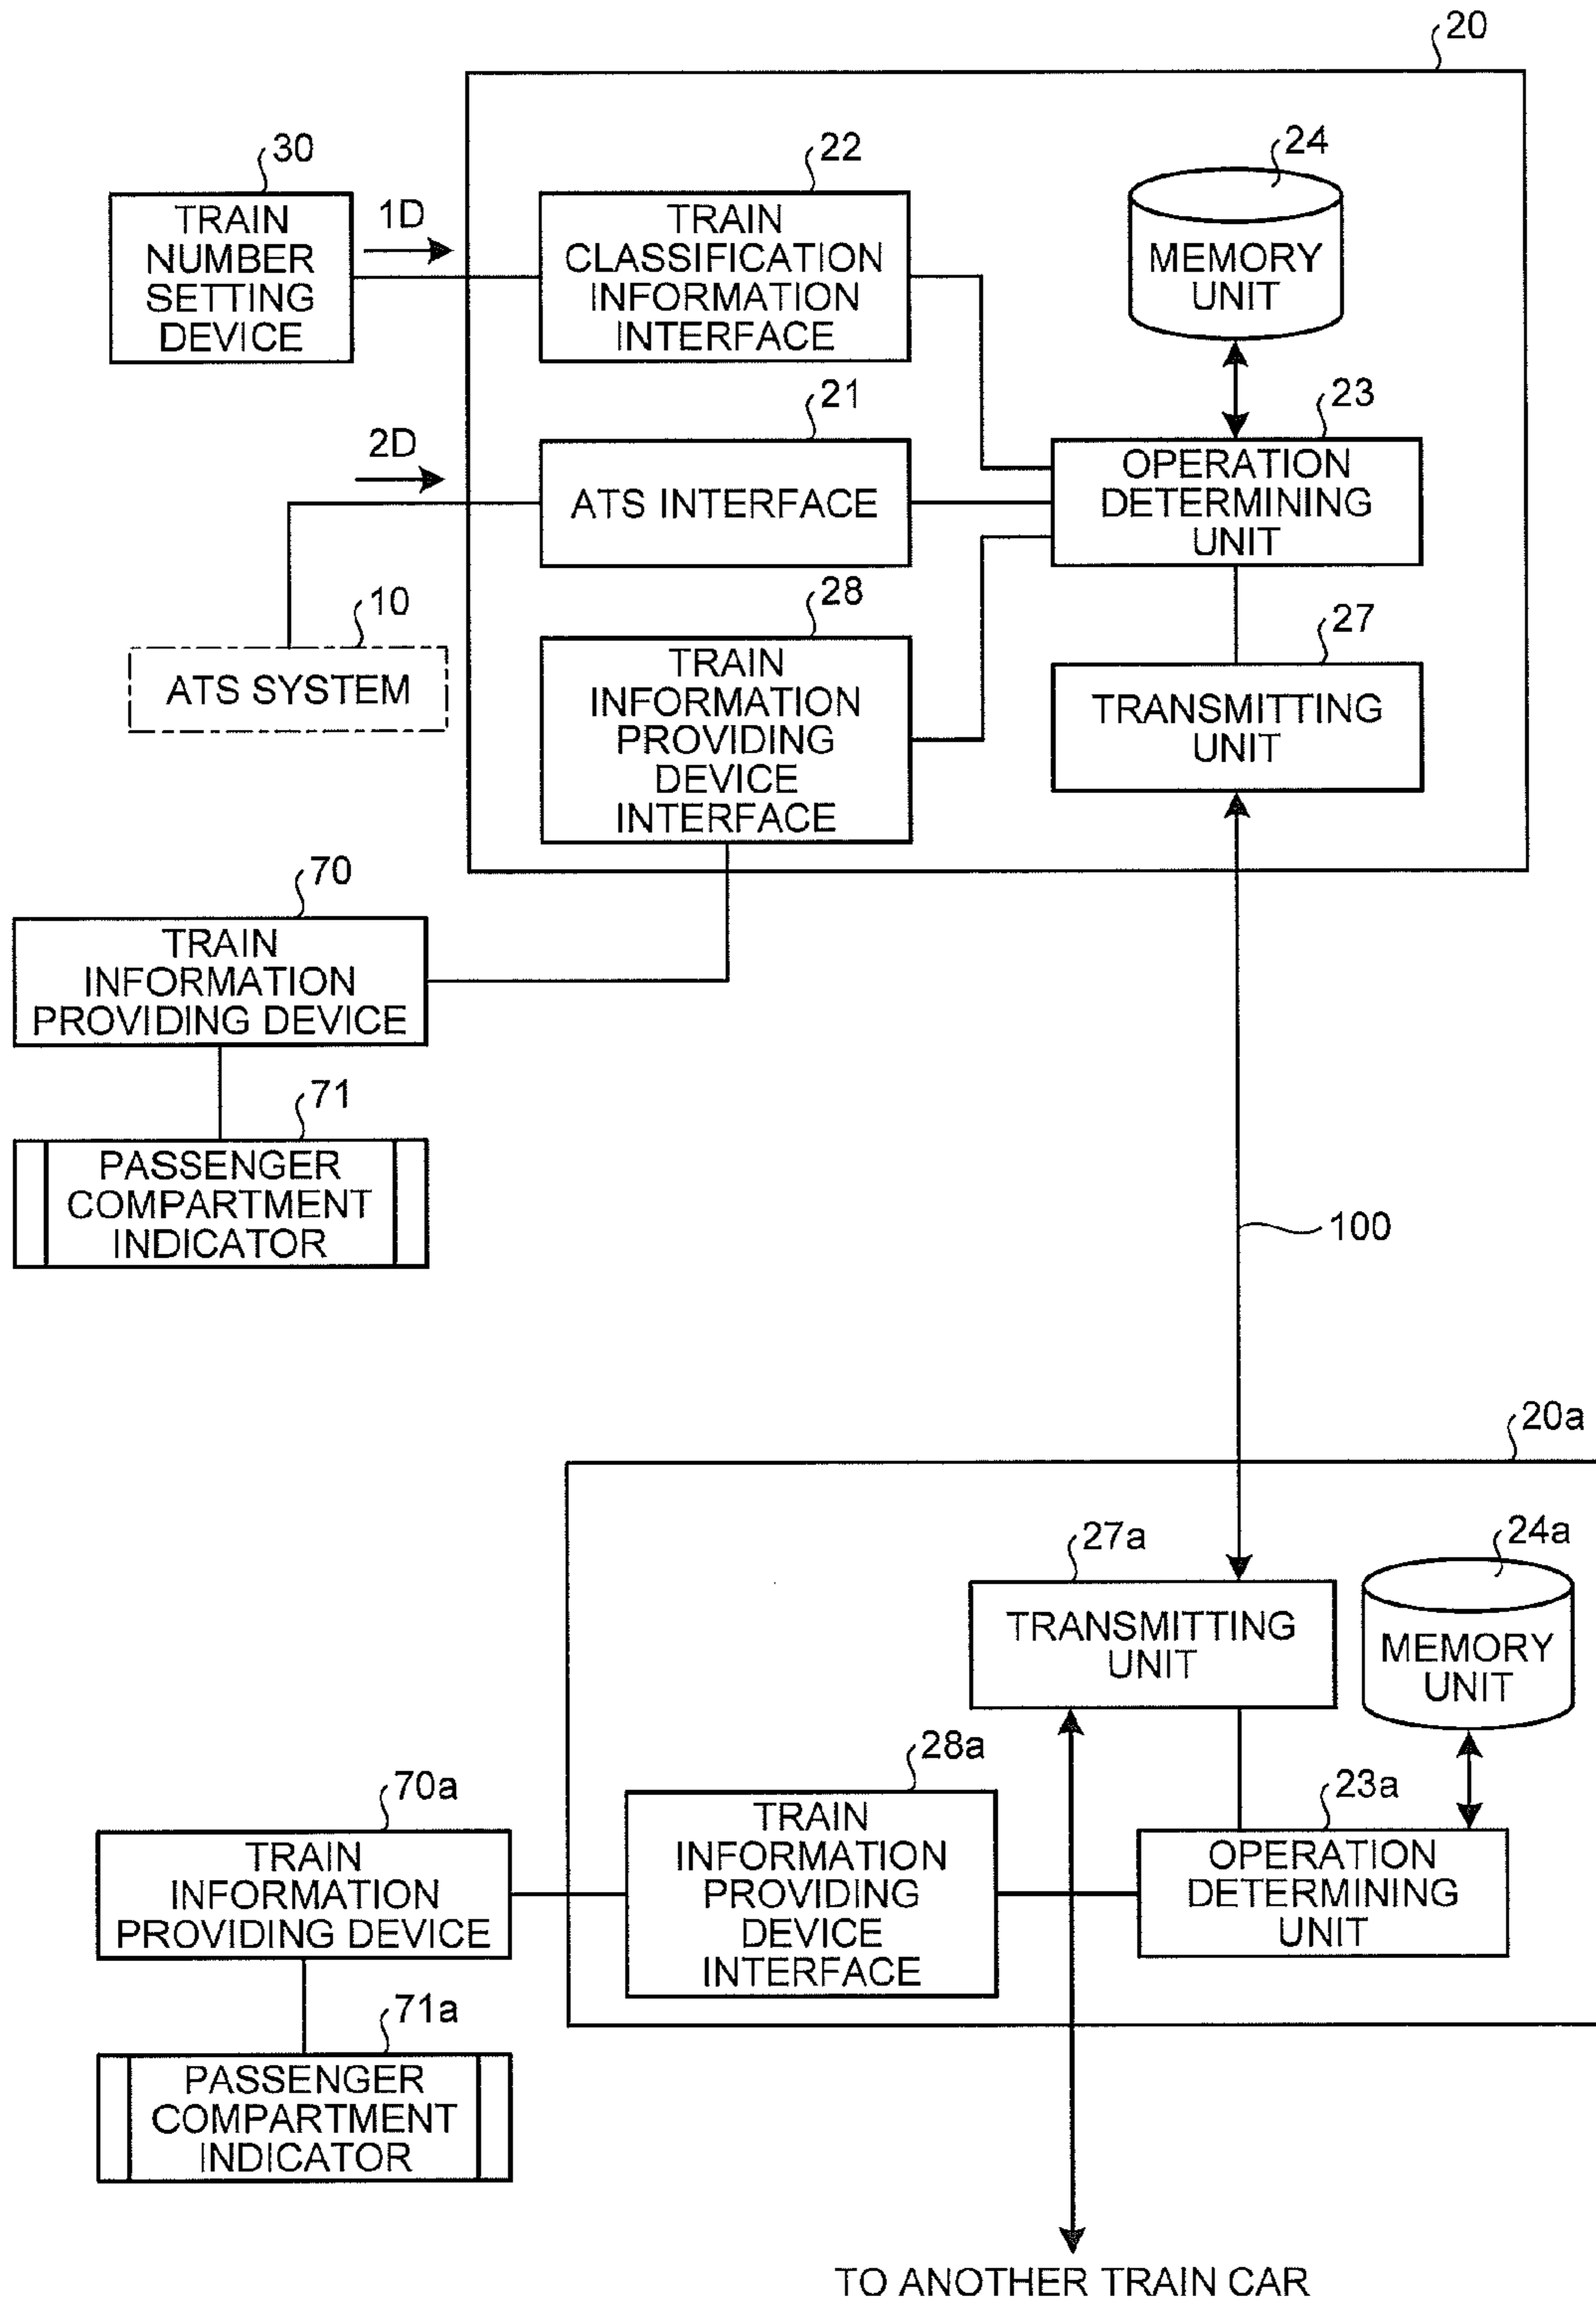 20
30
TRAIN
NUMBER
SETTING
DEVICE
1D
22
TRAIN
CLASSIFICATION
INFORMATION
INTERFACE
24
MEMORY
UNIT
2D
21
ATS INTERFACE
23
OPERATION
DETERMINING
UNIT
10
ATS SYSTEM
28
TRAIN
INFORMATION
PROVIDING
DEVICE
INTERFACE
27
TRANSMITTING
UNIT
70
TRAIN
INFORMATION
PROVIDING DEVICE
71
PASSENGER
COMPARTMENT
INDICATOR
100
20a
27a
TRANSMITTING
UNIT
24a
MEMORY
UNIT
28a
TRAIN
INFORMATION
PROVIDING
DEVICE
INTERFACE
23a
OPERATION
DETERMINING
UNIT
70a
TRAIN
INFORMATION
PROVIDING DEVICE
71a
PASSENGER
COMPARTMENT
INDICATOR
TO ANOTHER TRAIN CAR